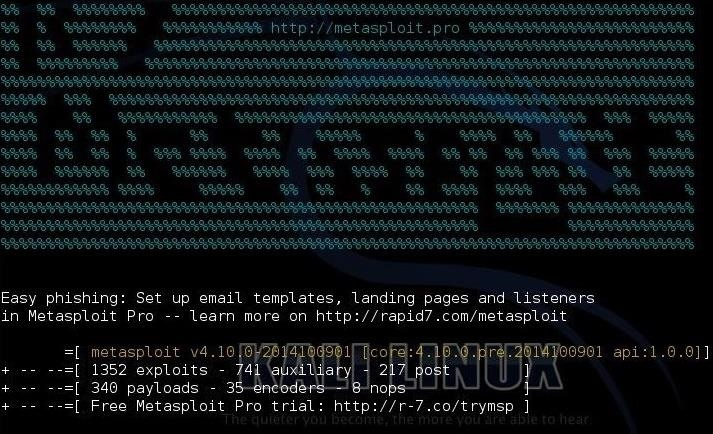 http://metasploit.pro
Easy phishing: Set up email templates, landing pages and listeners
in Metasploit Pro -- learn more on http://rapid7.com/metasploit
=[ metasploit v4.10.0-2014100901 [core:4.10.0.pre.2014100901 api:1.0.0]]
+ -- --=[ 1352 exploits - 741 auxiliary - 217 post ]
+ -- --=[ 340 payloads - 35 encoders - 8 nops ]
+ -- --=[ Free Metasploit Pro trial: http://r-7.co/trymsp ]
KALI LINUX
The quieter you become, the more you are able to hear